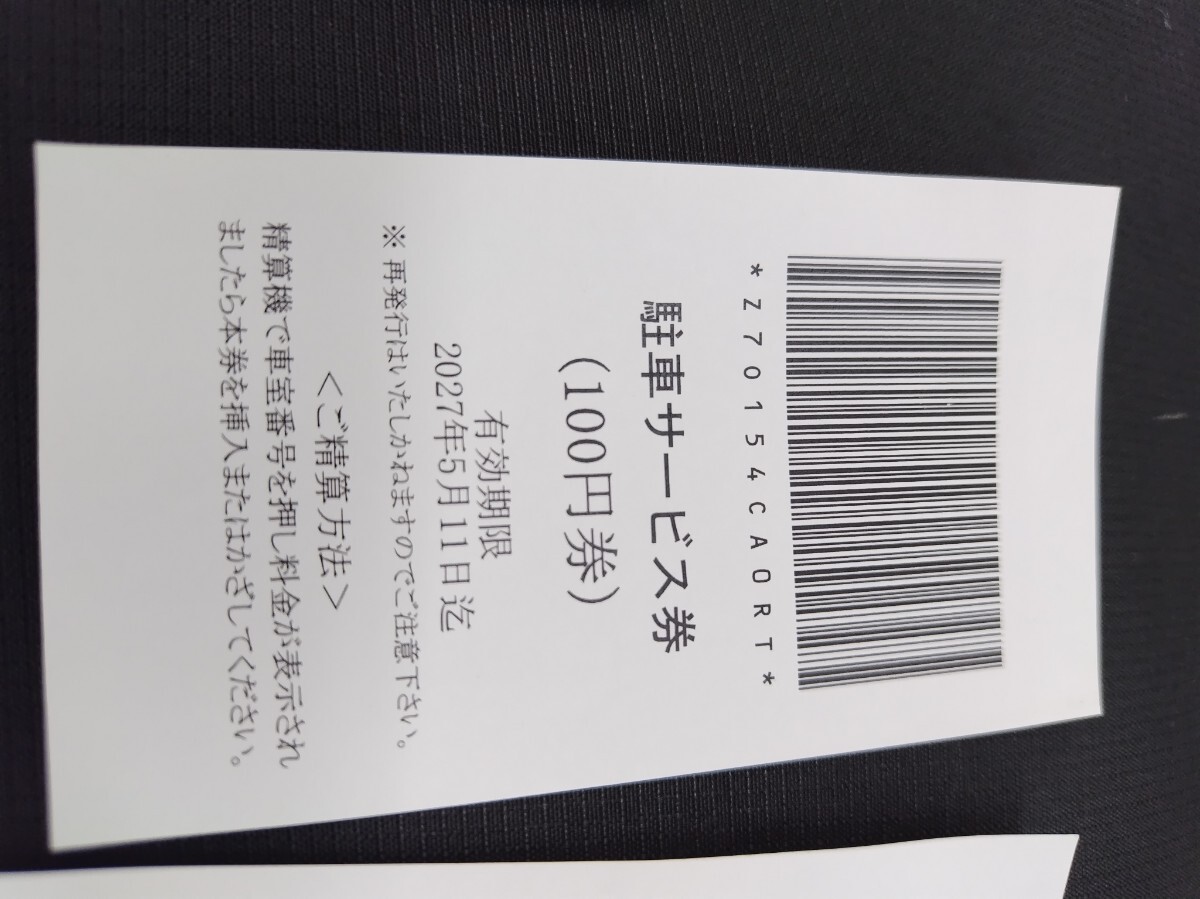 *Z70154CA0RT*
駐車サービス券
(100円券)
有効期限
2027年5月11日迄
※ 再発行はいたしかねますのでご注意下さい。
<ご精算方法>
精算機で車室番号を押し料金が表示され
ましたら本券を挿入またはかざしてください。